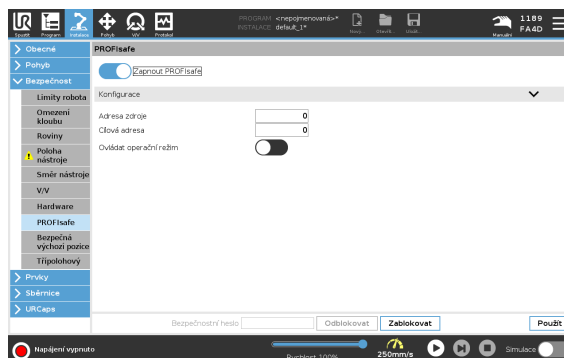 UR
Spustit Program Instalace Pohyb V/V Protokol
PROGRAM <nepojmenovaná>*
INSTALACE default_1*
Nový... Otevřít... Uložit...
Manuální
1189
FA4D
Obecné
Pohyb
Bezpečnost
Limity robota
Omezení
kloubu
Roviny
Poloha
nástroje
Směr nástroje
V/V
Hardware
PROFIsafe
Bezpečná
výchozí pozice
Třípolohový
Prvky
Sběrnice
URCaps
PROFIsafe
Zapnout PROFIsafe
Konfigurace
Adresa zdroje 0
Cílová adresa 0
Ovládat operační režim
Bezpečnostní heslo Odblokovat Zablokovat Použít
Napájení vypnuto
Rychlost 100%
250mm/s
Simulace